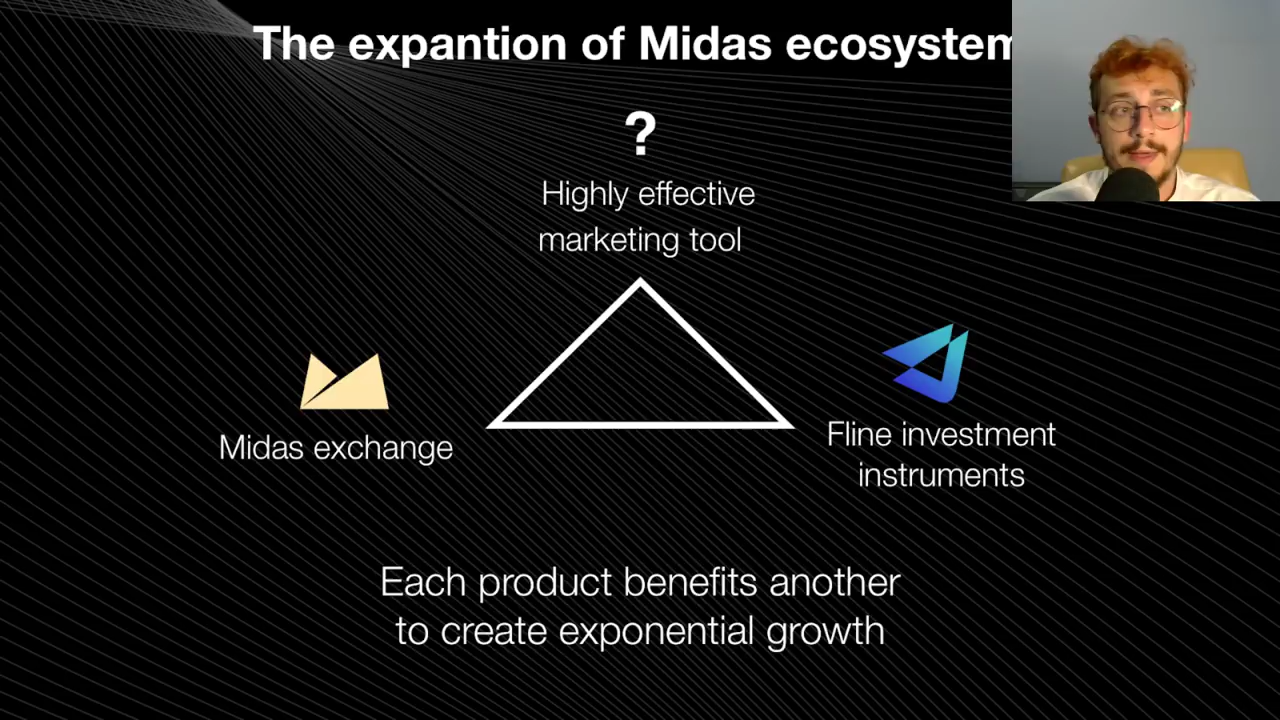 The expantion of Midas ecosystem
?
Highly effective
marketing tool
Midas exchange
Fline investment
instruments
Each product benefits another
to create exponential growth